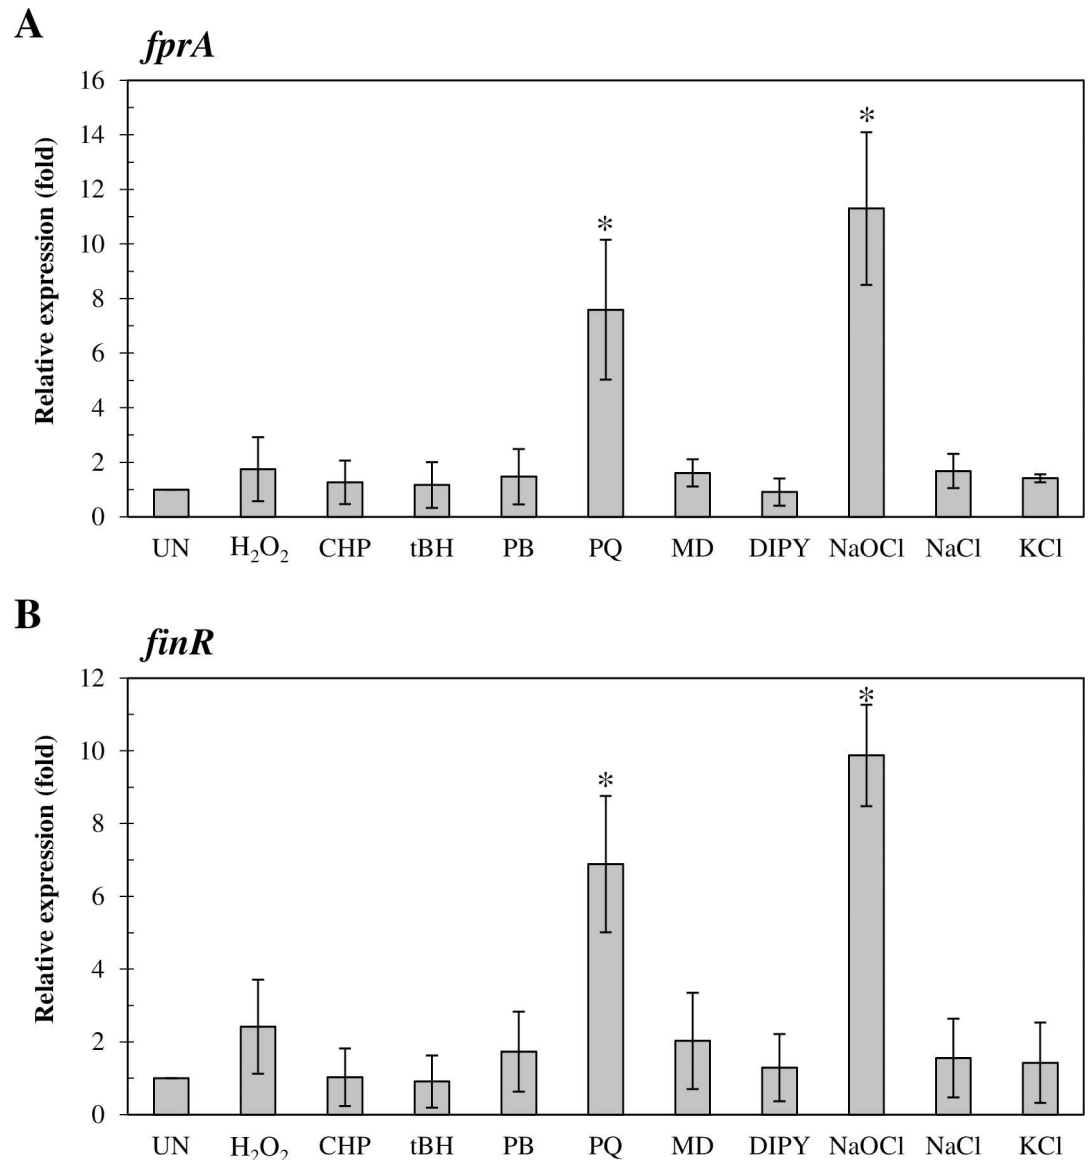 A
fprA
Relative expression (fold)
16
14
12
10
8
6
4
2
0
*
*
UN H₂O₂ CHP tBH PB PQ MD DIPY NaOCl NaCl KCl
B
finR
Relative expression (fold)
12
10
8
6
4
2
0
*
*
UN H₂O₂ CHP tBH PB PQ MD DIPY NaOCl NaCl KCl